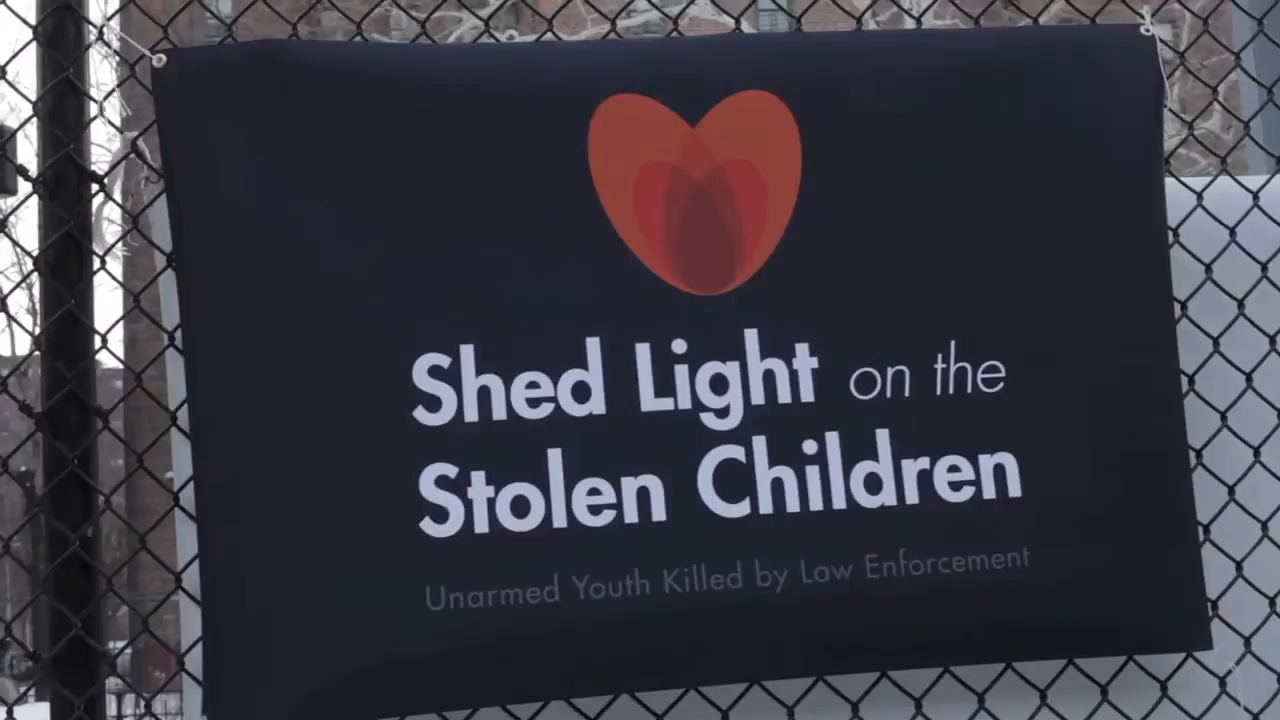 Shed Light on the
Stolen Children
Unarmed Youth Killed by Law Enforcement